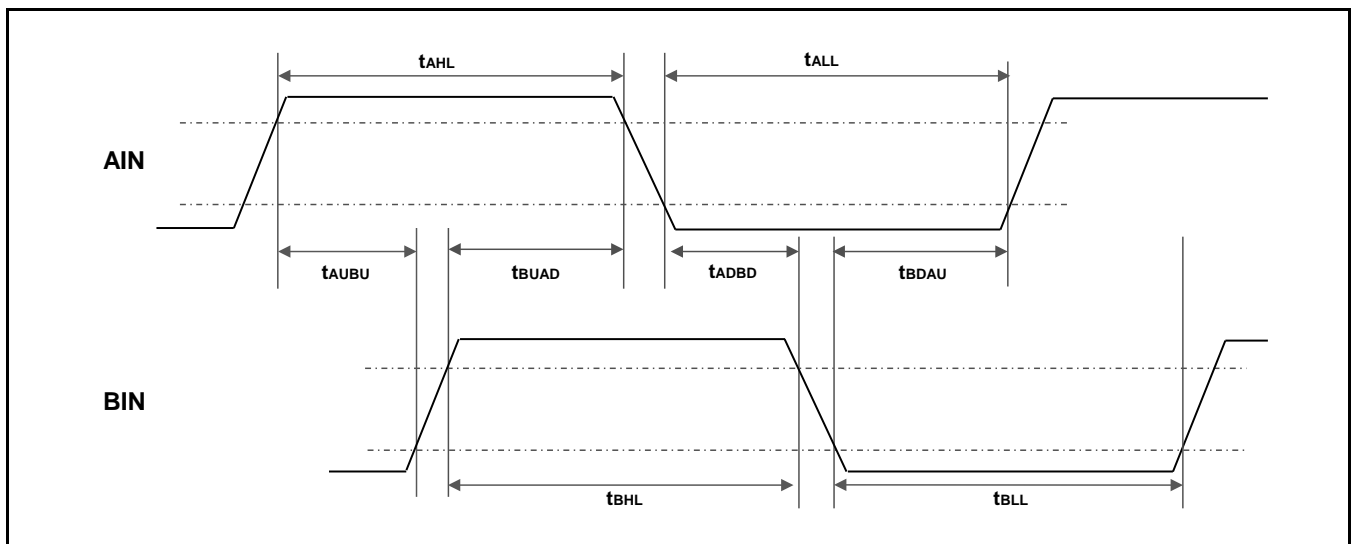 tAHL tALL
AIN
tAUBU tBUAD tADBD tBDAU
BIN
tBHL tBLL